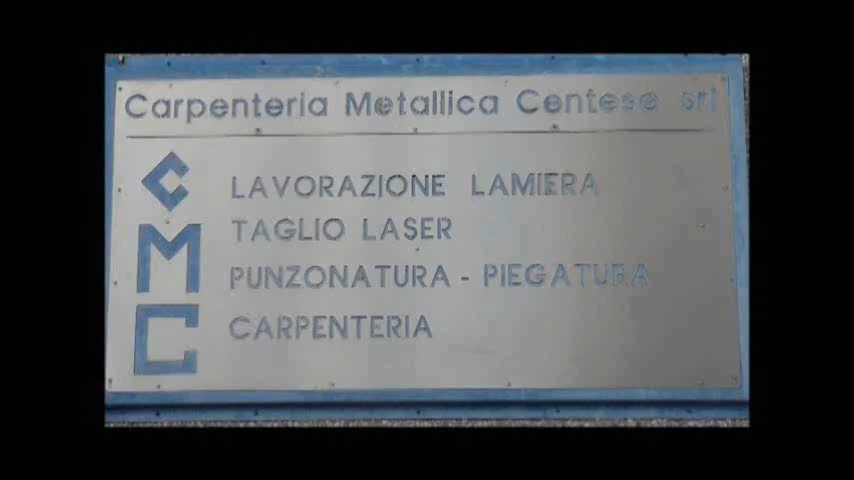 Carpenteria Metallica Centese srl
C
M
C
LAVORAZIONE LAMIERA
TAGLIO LASER
PUNZONATURA - PIEGATURA
CARPENTERIA